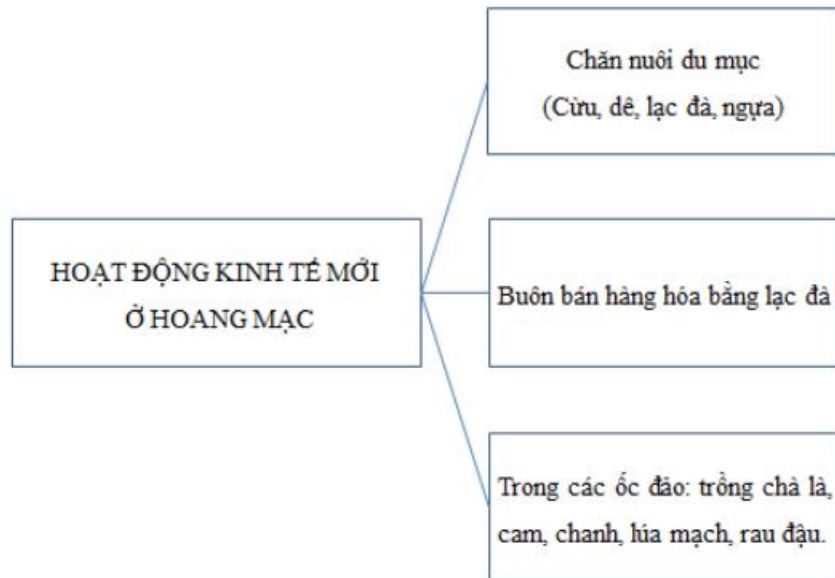 Chăn nuôi du mục
(Cừu, dê, lạc đà, ngựa)
HOẠT ĐỘNG KINH TẾ MỚI
Ở HOANG MẠC
Buôn bán hàng hóa bằng lạc đà
Trong các ốc đảo: trồng chà là,
cam, chanh, lúa mạch, rau đậu.